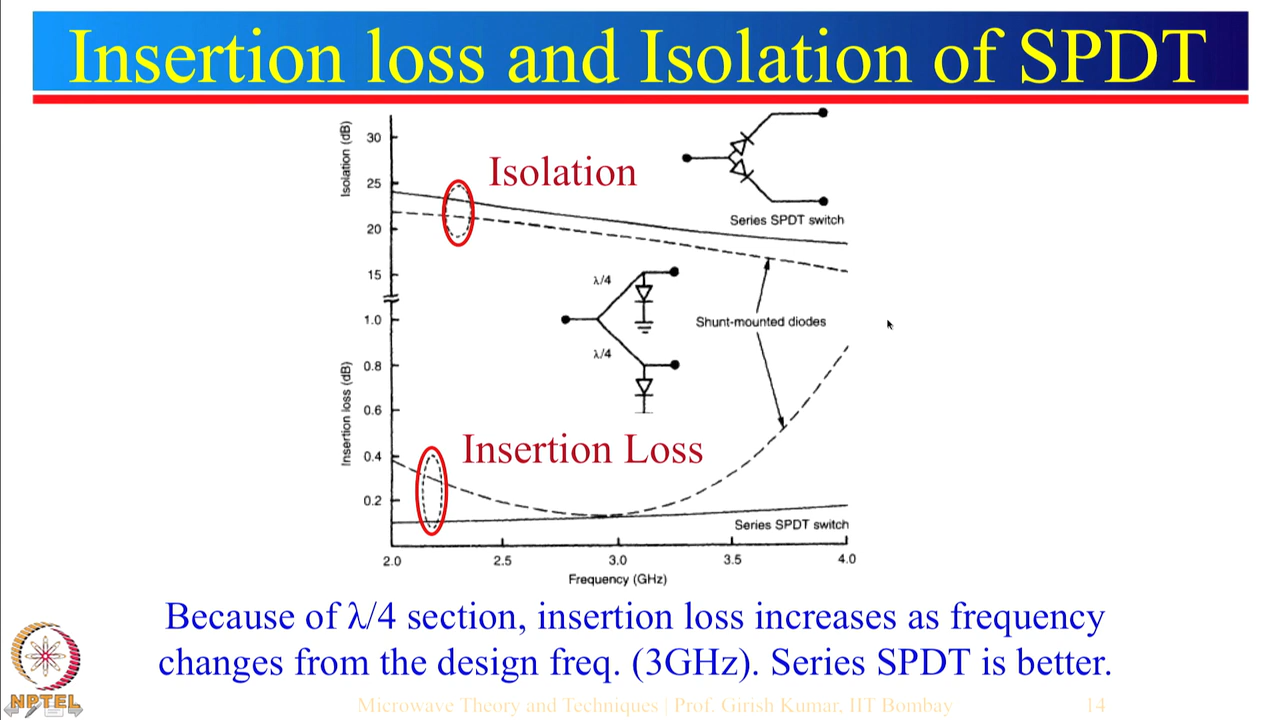 Insertion loss and Isolation of SPDT
Isolation (dB)
30
25
20
15
Isolation
Series SPDT switch
λ/4
λ/4
Shunt-mounted diodes
Insertion loss (dB)
1.0
0.8
0.6
0.4
0.2
Insertion Loss
Series SPDT switch
2.0 2.5 3.0 3.5 4.0
Frequency (GHz)
Because of λ/4 section, insertion loss increases as frequency
changes from the design freq. (3GHz). Series SPDT is better.
NPTEL
Microwave Theory and Techniques | Prof. Girish Kumar, IIT Bombay 14